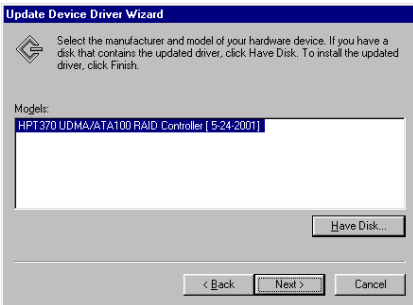 Update Device Driver Wizard
Select the manufacturer and model of your hardware device. If you have a
disk that contains the updated driver, click Have Disk. To install the updated
driver, click Finish.
Models:
HPT370 UDMA/ATA100 RAID Controller [ 5-24-2001]
Have Disk...
< Back
Next >
Cancel